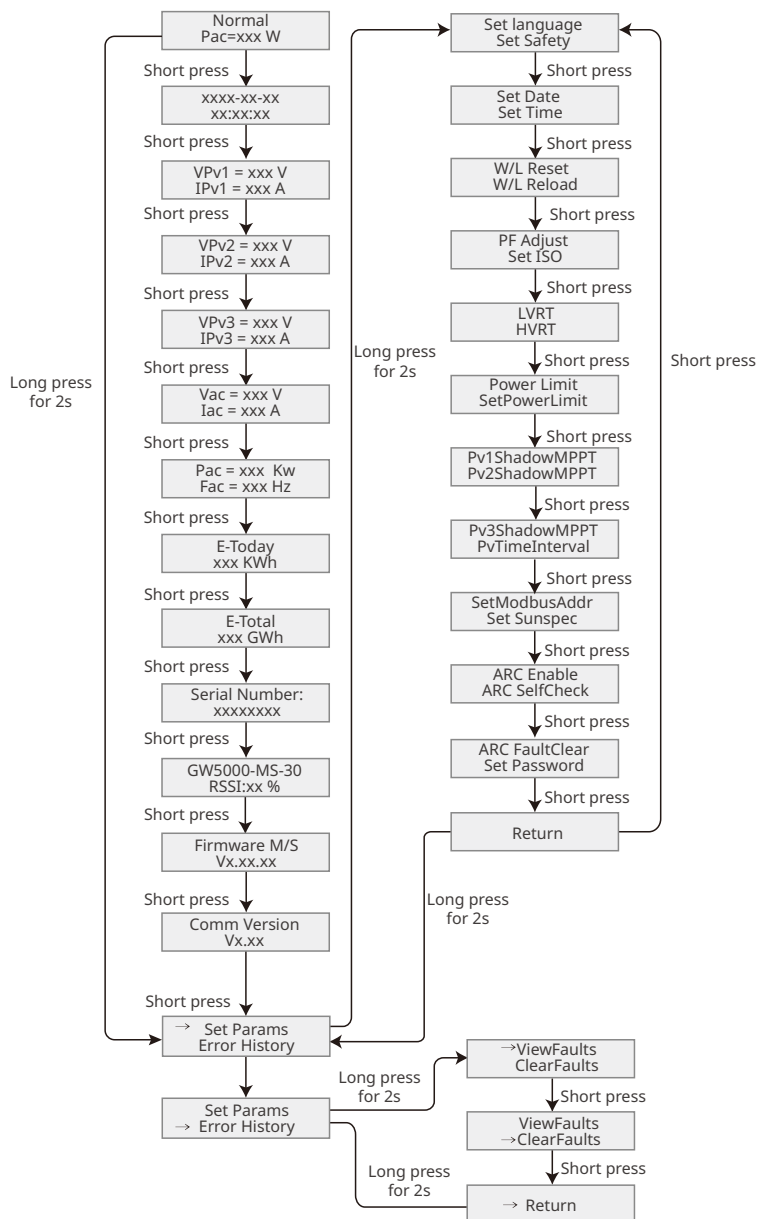 Normal
Pac=xxx W
Short press
xxxx-xx-xx
xx:xx:xx
Short press
VPv1 = xxx V
IPv1 = xxx A
Short press
VPv2 = xxx V
IPv2 = xxx A
Short press
VPv3 = xxx V
IPv3 = xxx A
Short press
Vac = xxx V
Iac = xxx A
Short press
Pac = xxx Kw
Fac = xxx Hz
Short press
E-Today
xxx KWh
Short press
E-Total
xxx GWh
Short press
Serial Number:
xxxxxxxx
Short press
GW5000-MS-30
RSSI:xx %
Short press
Firmware M/S
Vx.xx.xx
Short press
Comm Version
Vx.xx
Short press
→ Set Params
Error History
Set Params
→ Error History
Long press
for 2s
Long press
for 2s
Set language
Set Safety
Short press
Set Date
Set Time
Short press
W/L Reset
W/L Reload
Short press
PF Adjust
Set ISO
Short press
LVRT
HVRT
Short press
Power Limit
SetPowerLimit
Short press
Pv1ShadowMPPT
Pv2ShadowMPPT
Short press
Pv3ShadowMPPT
PvTimeInterval
Short press
SetModbusAddr
Set Sunspec
Short press
ARC Enable
ARC SelfCheck
Short press
ARC FaultClear
Set Password
Short press
Return
Short press
Long press
for 2s
Long press
for 2s
→ViewFaults
ClearFaults
Short press
ViewFaults
→ClearFaults
Short press
→ Return
Long press
for 2s